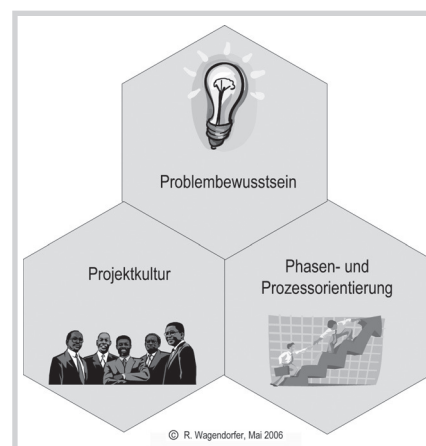 Problembewusstsein
Projektkultur
Phasen- und
Prozessorientierung
© R. Wagendorfer, Mai 2006